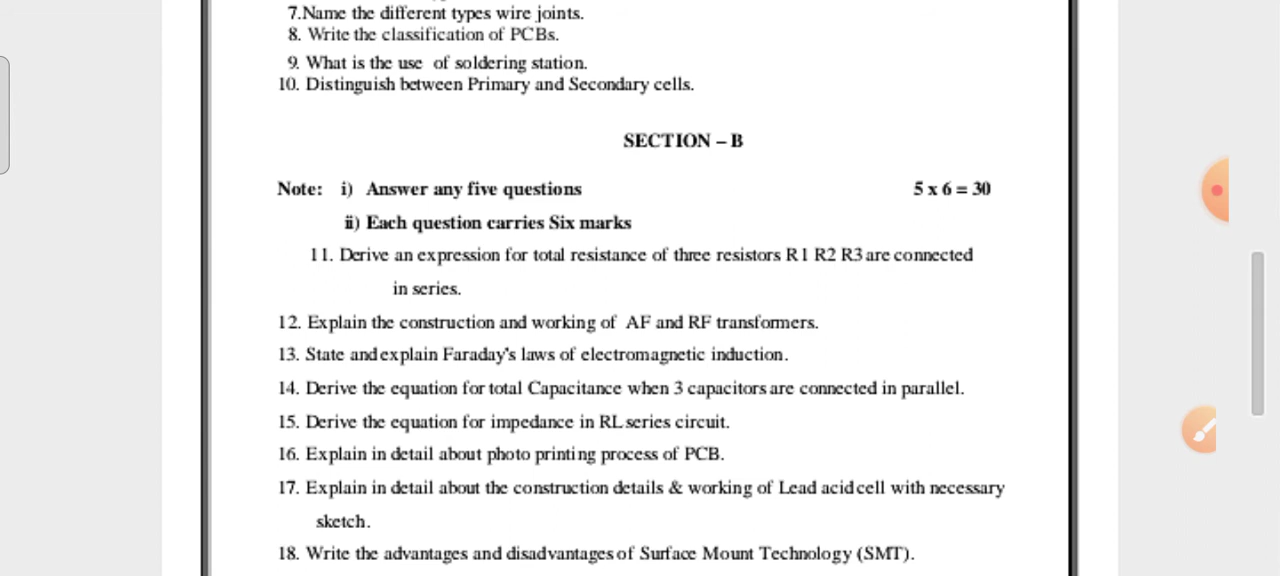 7.Name the different types wire joints.
8. Write the classification of PCBs.
9. What is the use of soldering station.
10. Distinguish between Primary and Secondary cells.
SECTION – B
Note: i) Answer any five questions 5 x 6 = 30
ii) Each question carries Six marks
11. Derive an expression for total resistance of three resistors R1 R2 R3 are connected
in series.
12. Explain the construction and working of AF and RF transformers.
13. State and explain Faraday's laws of electromagnetic induction.
14. Derive the equation for total Capacitance when 3 capacitors are connected in parallel.
15. Derive the equation for impedance in RL series circuit.
16. Explain in detail about photo printing process of PCB.
17. Explain in detail about the construction details & working of Lead acid cell with necessary
sketch.
18. Write the advantages and disadvantages of Surface Mount Technology (SMT).